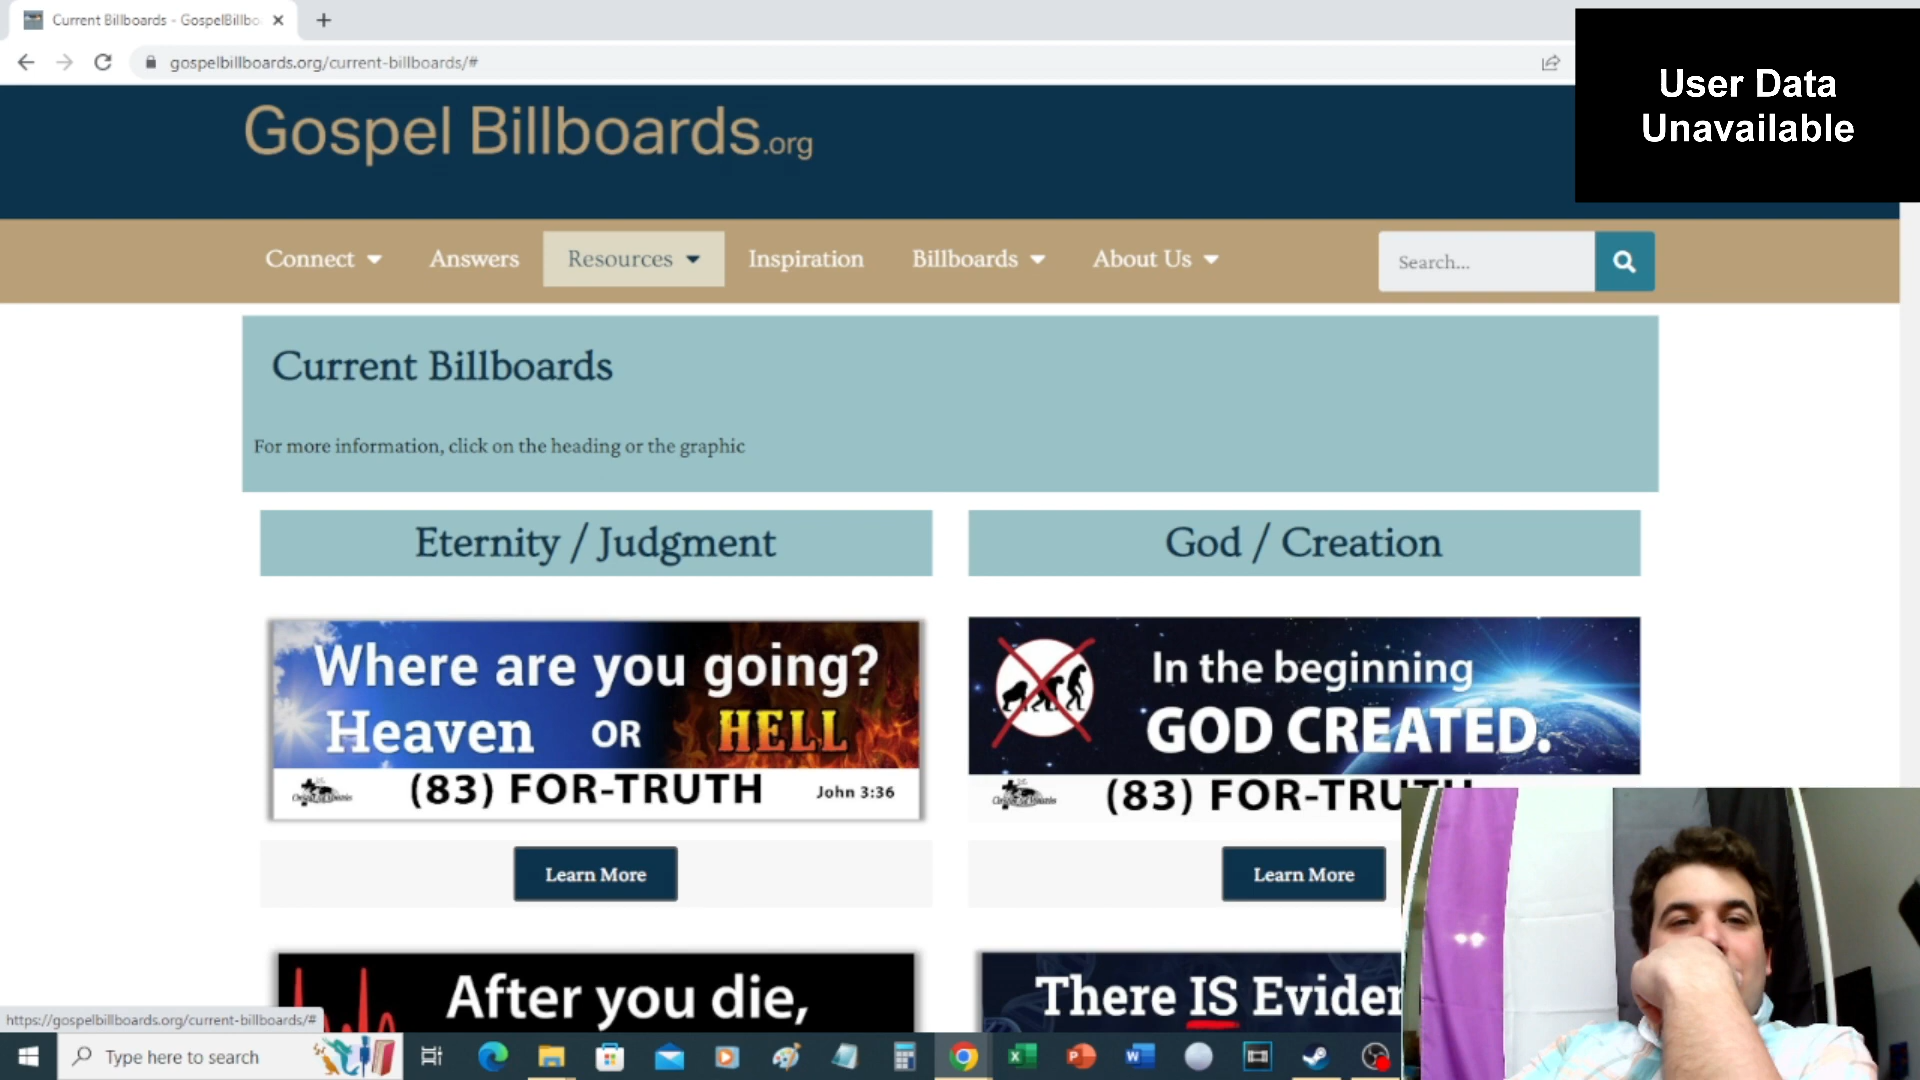 Current Billboards - GospelBillbo
gospelbillboards.org/current-billboards/#
User Data
Unavailable
Gospel Billboards.org
Connect
Answers
Resources
Inspiration
Billboards
About Us
Search...
Current Billboards
For more information, click on the heading or the graphic
Eternity / Judgment
God / Creation
Where are you going?
Heaven OR HELL
(83) FOR-TRUTH
John 3:36
In the beginning
GOD CREATED.
(83) FOR-TRUTH
Learn More
Learn More
After you die,
There IS Eviden
https://gospelbillboards.org/current-billboards/#
Type here to search